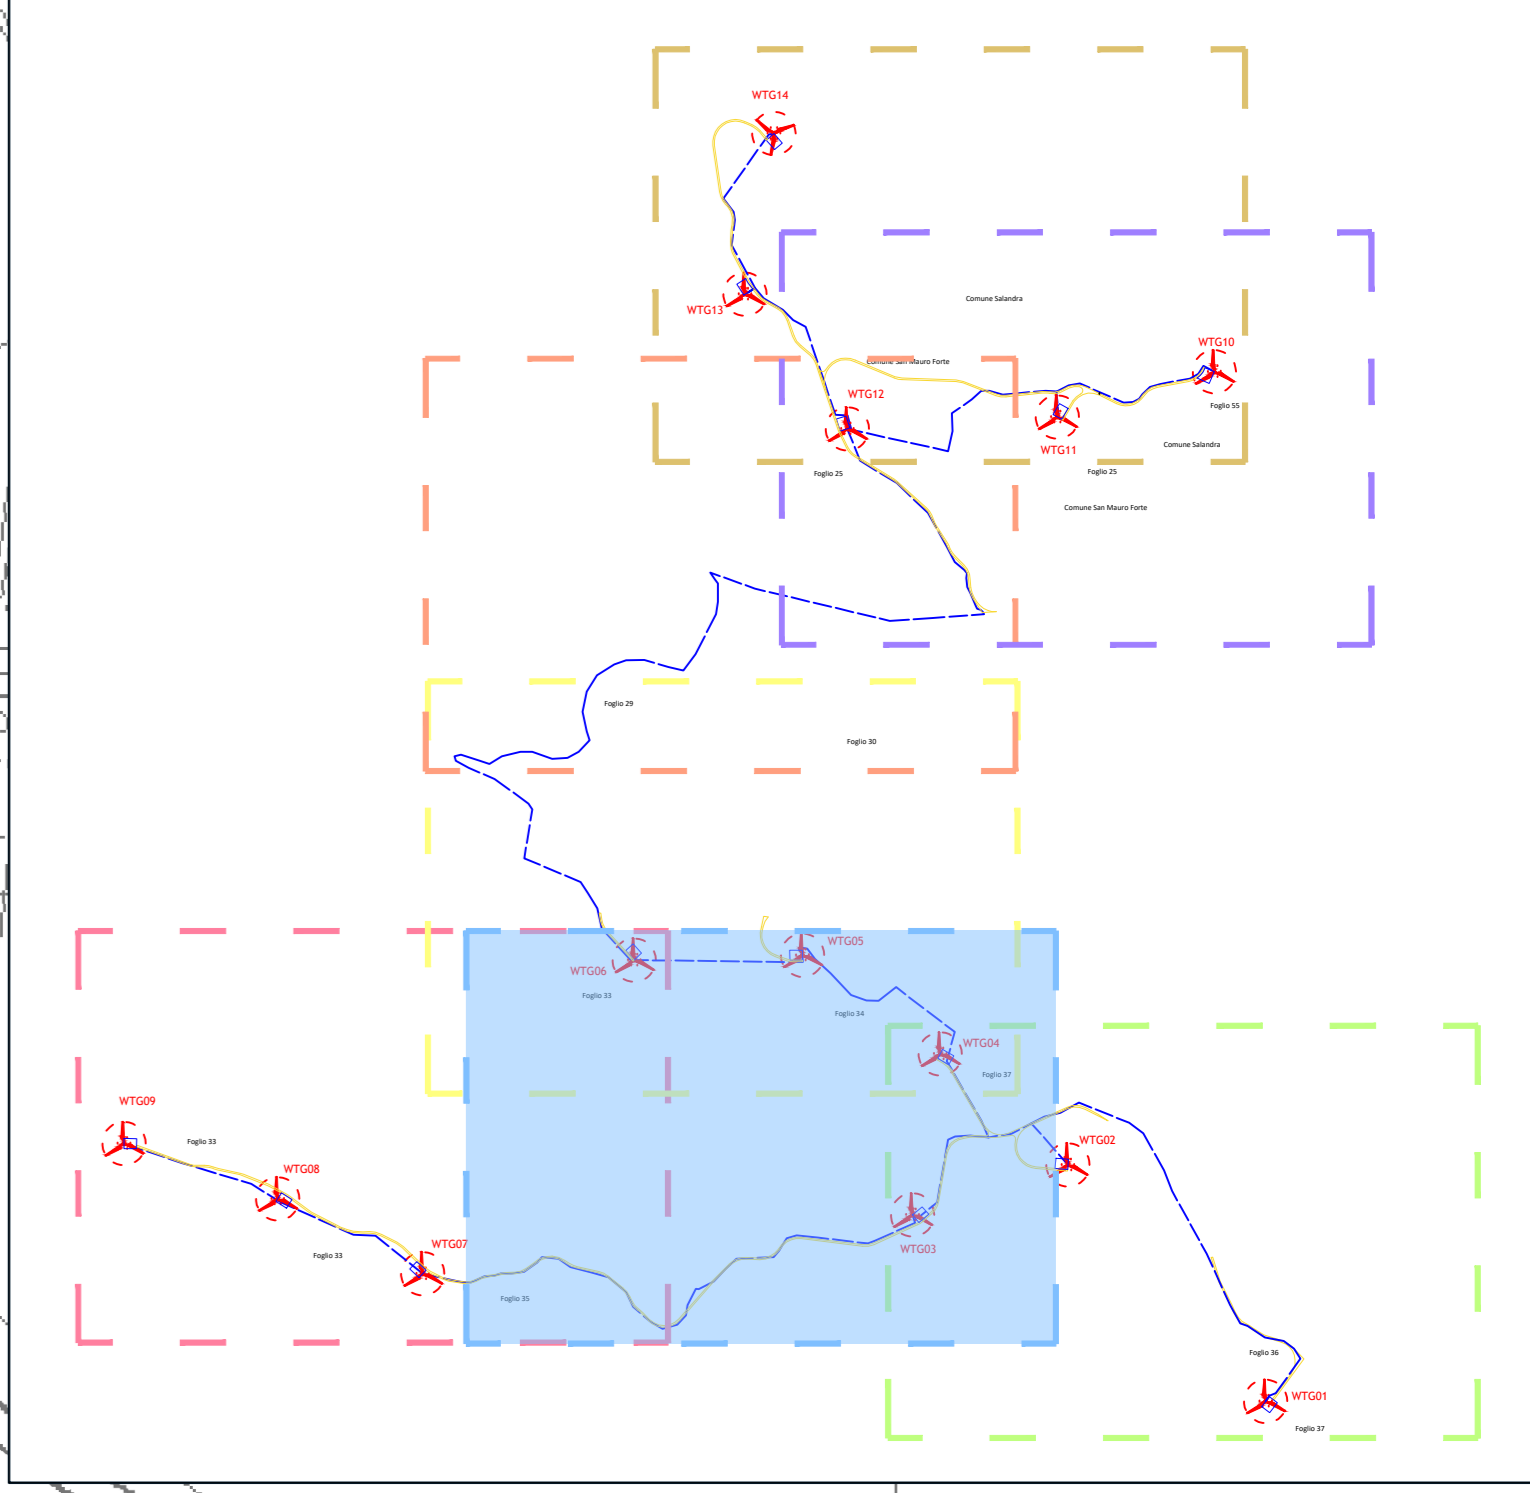 WTG14
Comune Salandra
WTG13
WTG10
Comune San Mauro Forte
WTG12
Foglio 55
WTG11
Comune Salandra
Foglio 25
Foglio 25
Comune San Mauro Forte
Foglio 29
Foglio 30
WTG05
WTG06
Foglio 33
Foglio 34
WTG04
Foglio 37
WTG09
Foglio 33
WTG02
WTG08
WTG07
WTG03
Foglio 33
Foglio 35
Foglio 36
WTG01
Foglio 37